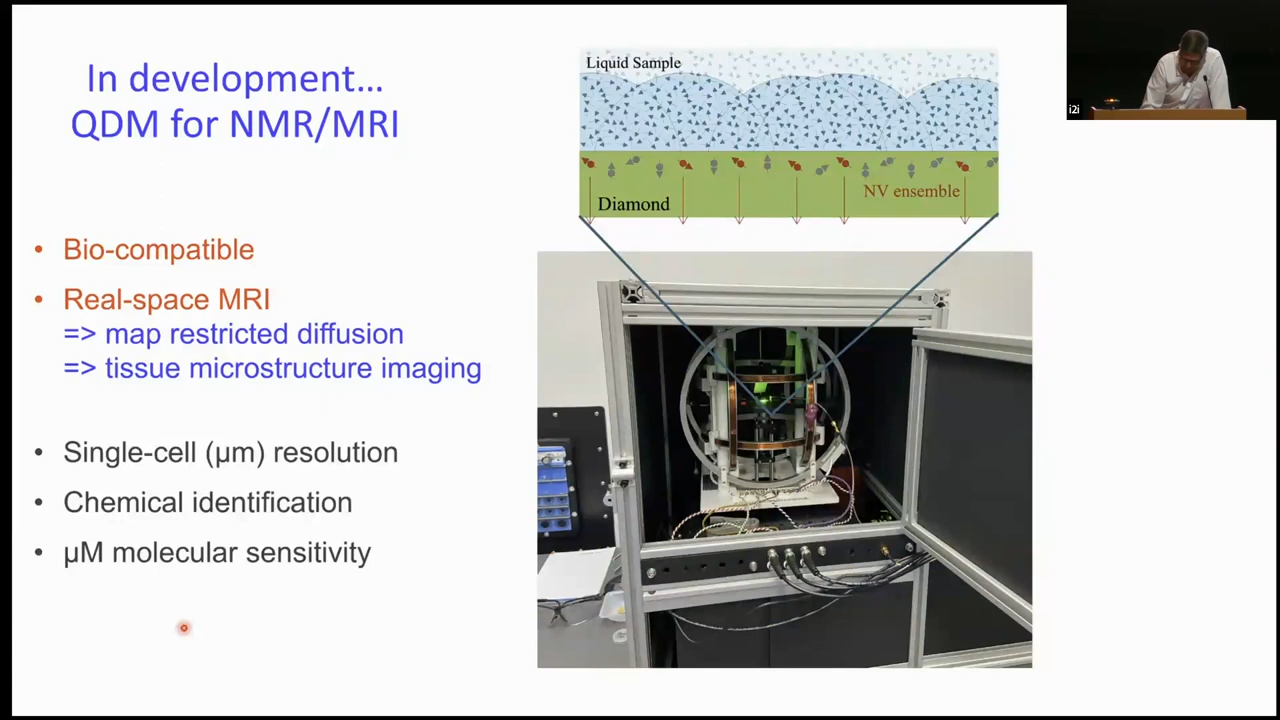 In development…
QDM for NMR/MRI
• Bio-compatible
• Real-space MRI
=> map restricted diffusion
=> tissue microstructure imaging
• Single-cell (µm) resolution
• Chemical identification
• µM molecular sensitivity
Liquid Sample
NV ensemble
Diamond
i2i